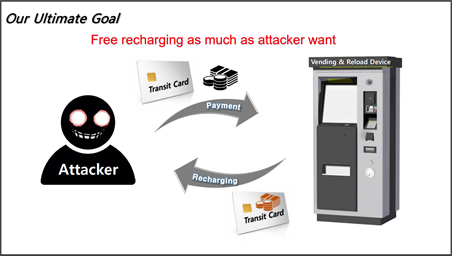 Our Ultimate Goal
Free recharging as much as attacker want
Vending & Reload Device
Transit Card
Payment
Attacker
Recharging
Transit Card